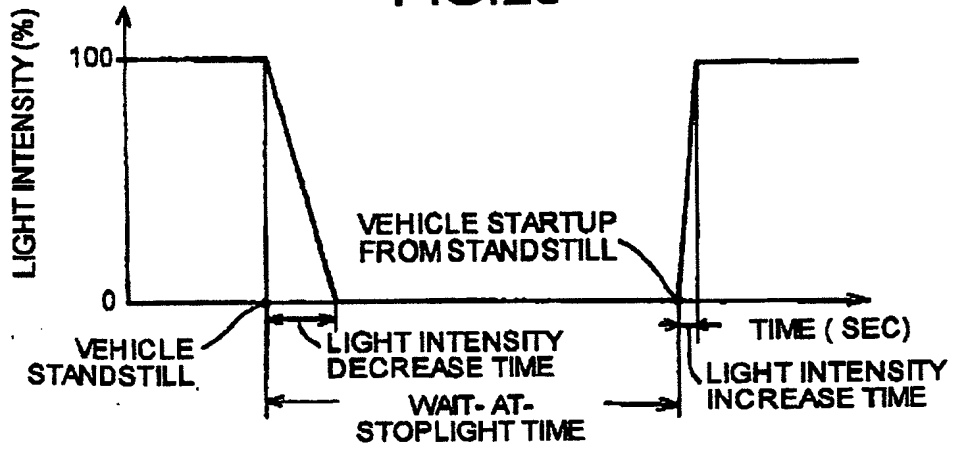 LIGHT INTENSITY (%)
100
0
VEHICLE STARTUP
FROM STANDSTILL
TIME ( SEC)
VEHICLE
STANDSTILL
LIGHT INTENSITY
DECREASE TIME
LIGHT INTENSITY
INCREASE TIME
WAIT- AT-
STOPLIGHT TIME